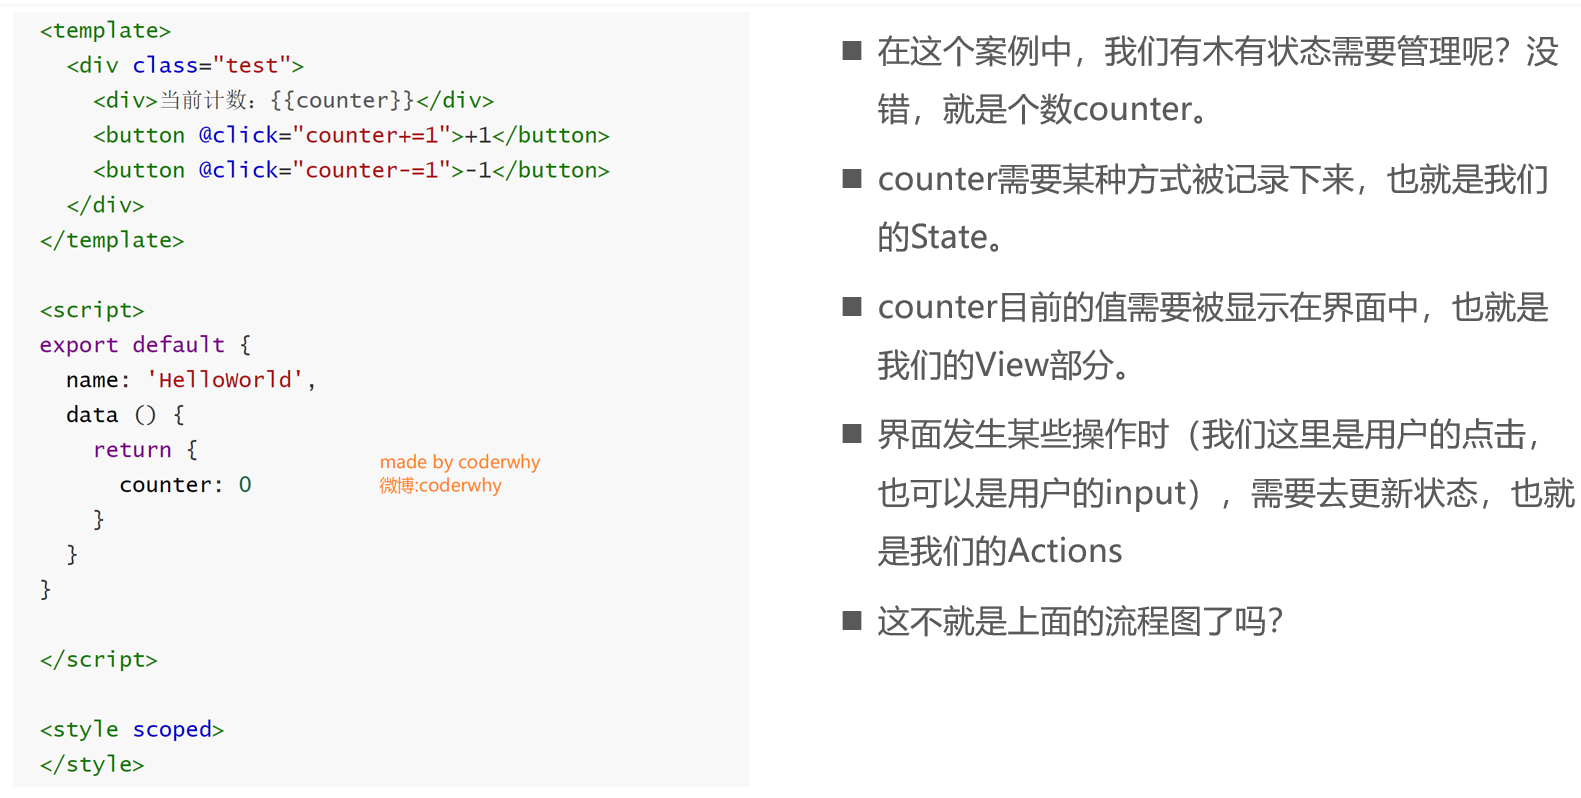 <template>
<div class="test">
<div>当前计数：{{counter}}</div>
<button @click="counter+=1">+1</button>
<button @click="counter-=1">-1</button>
</div>
</template>
<script>
export default {
name: 'HelloWorld',
data () {
return {
counter: 0
}
}
}
</script>
<style scoped>
</style>
made by coderwhy
微博:coderwhy
■ 在这个案例中，我们有木有状态需要管理呢？没
错，就是个数counter。
■ counter需要某种方式被记录下来，也就是我们
的State。
■ counter目前的值需要被显示在界面中，也就是
我们的View部分。
■ 界面发生某些操作时（我们这里是用户的点击，
也可以是用户的input），需要去更新状态，也就
是我们的Actions
■ 这不就是上面的流程图了吗？